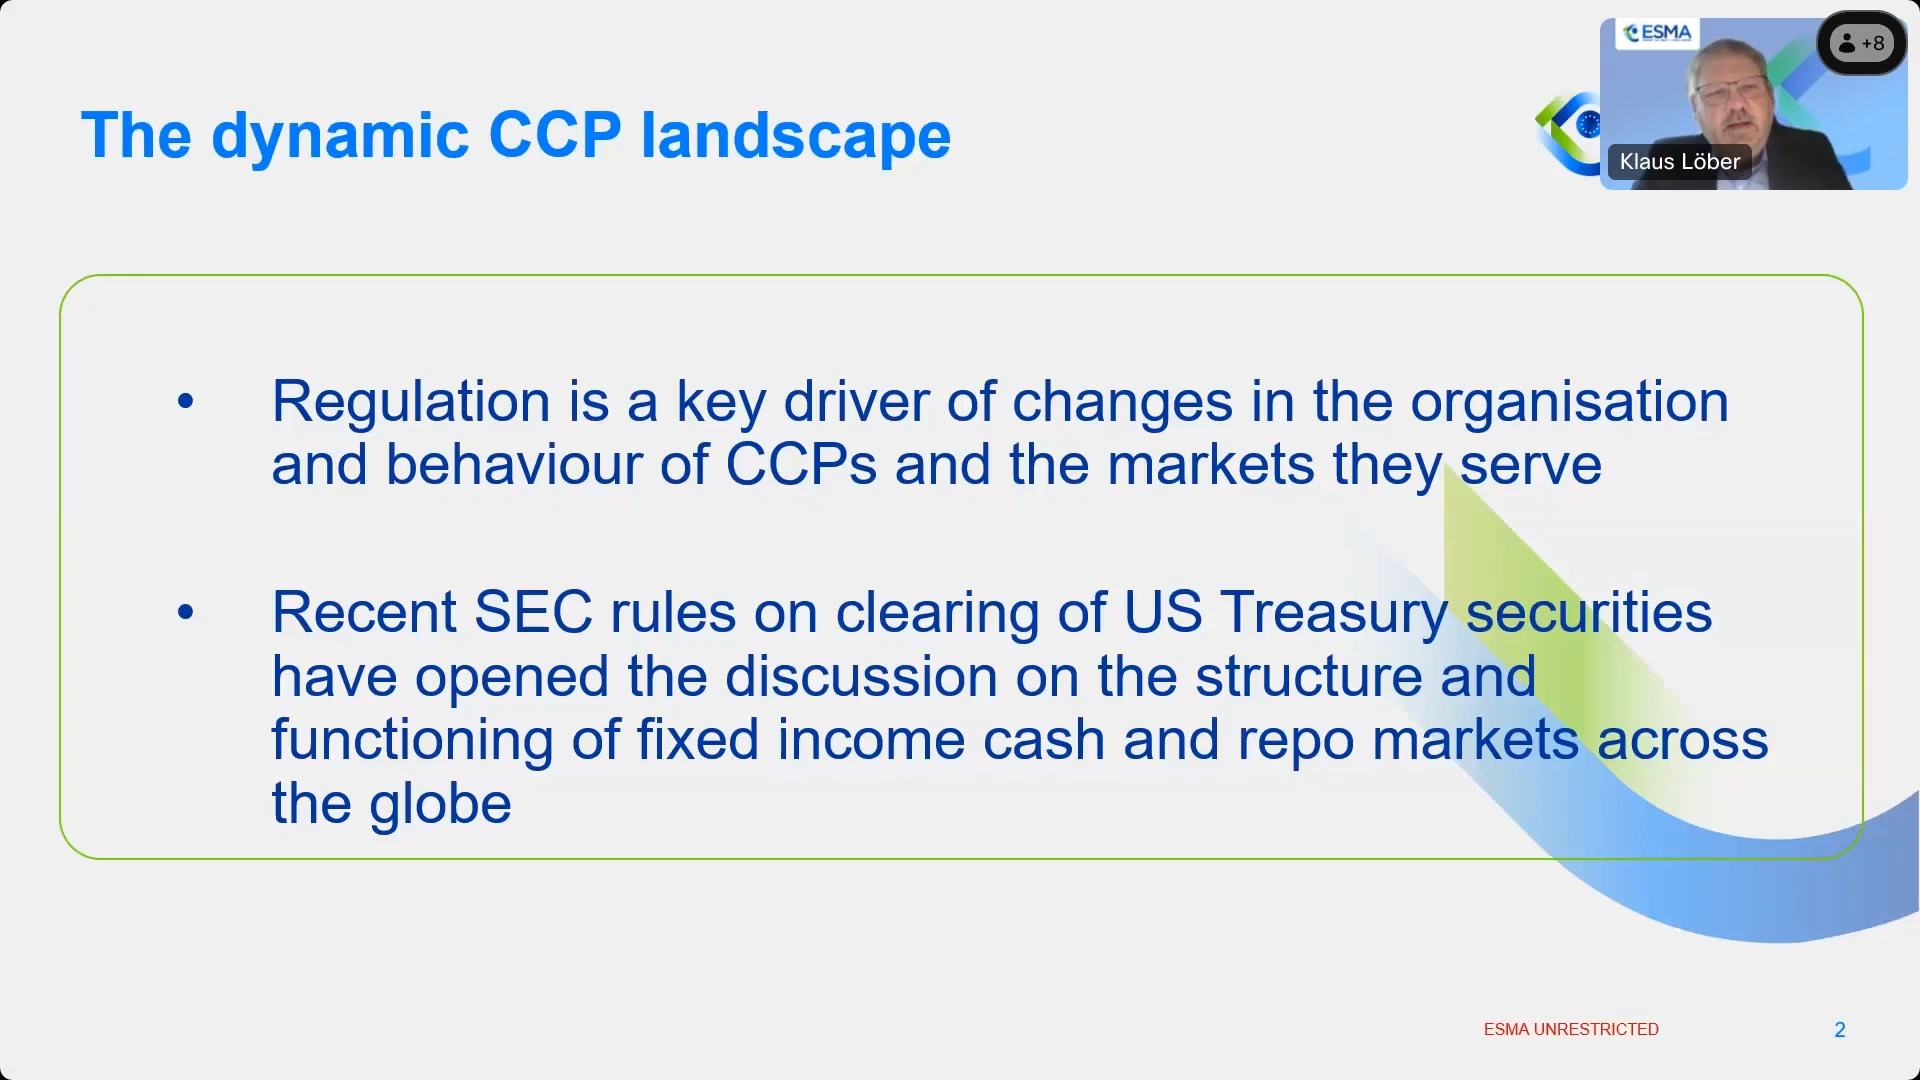 ESMA
+8
The dynamic CCP landscape
Klaus Löber
• Regulation is a key driver of changes in the organisation
and behaviour of CCPs and the markets they serve
• Recent SEC rules on clearing of US Treasury securities
have opened the discussion on the structure and
functioning of fixed income cash and repo markets across
the globe
ESMA UNRESTRICTED
2